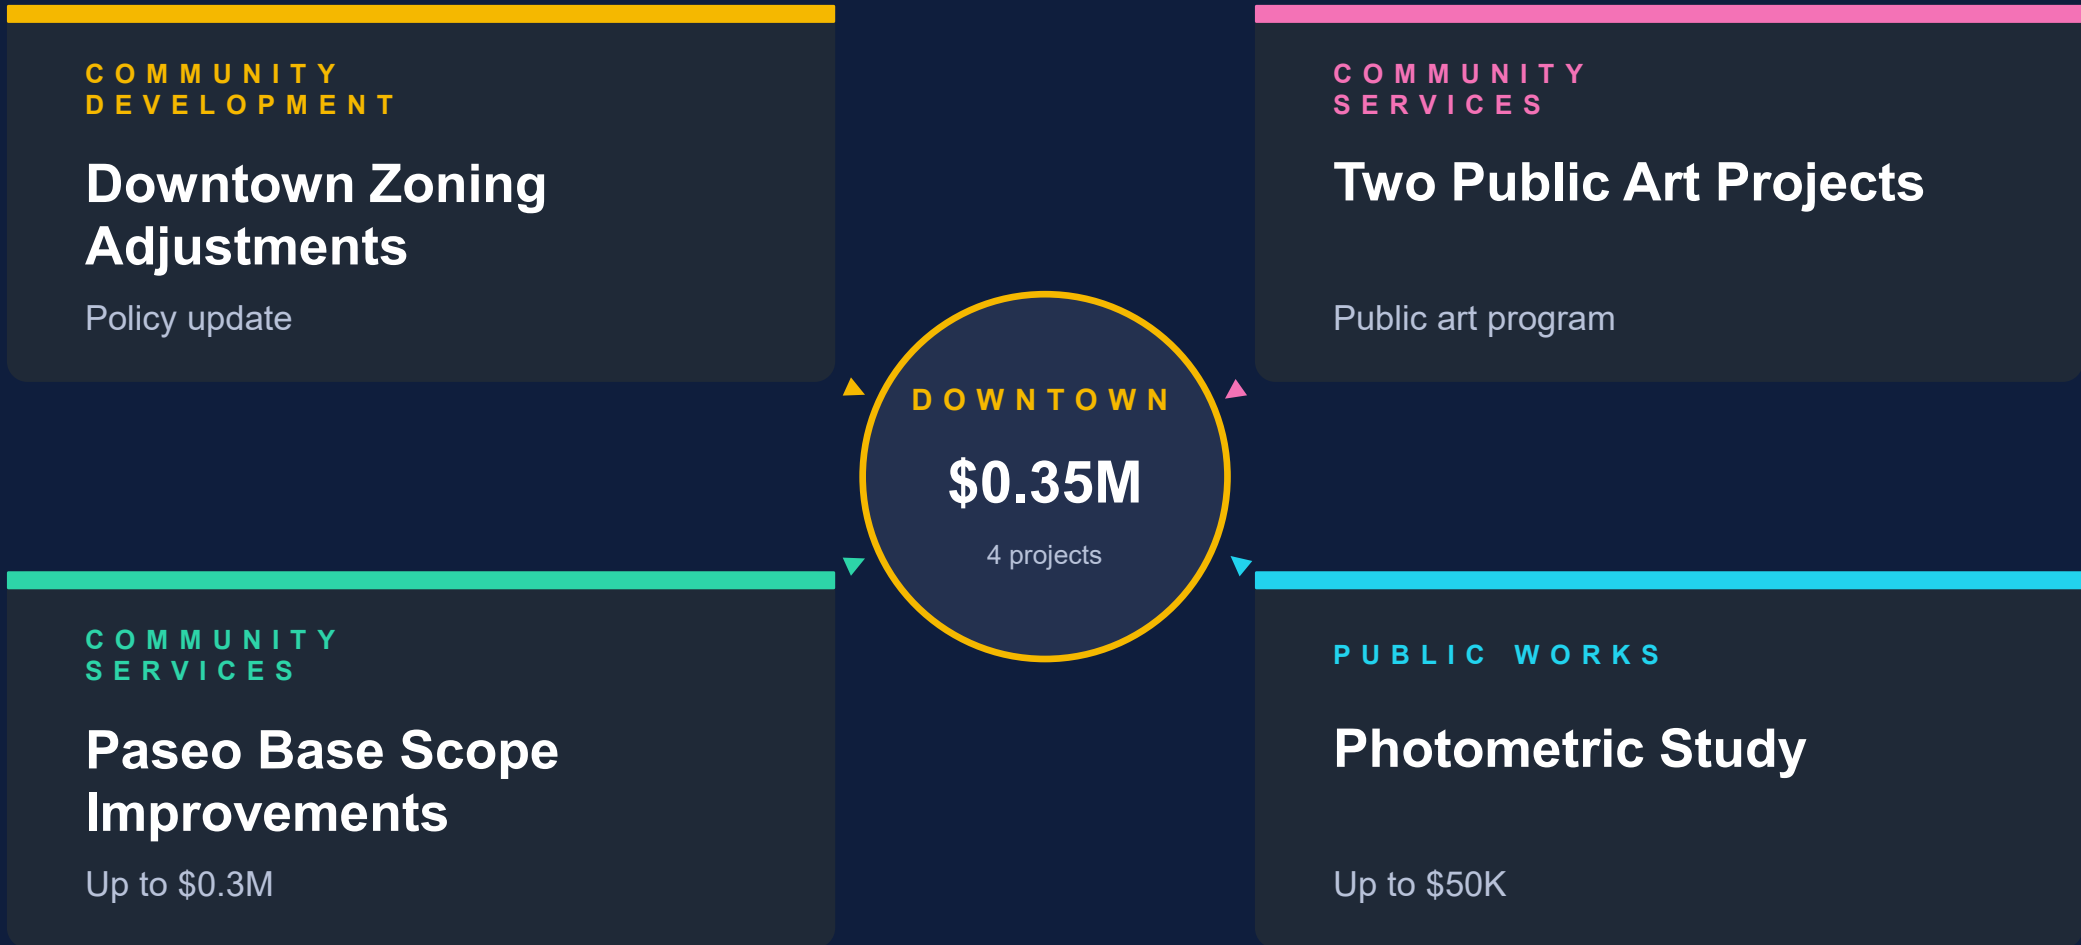 COMMUNITY
DEVELOPMENT
Downtown Zoning
Adjustments
Policy update
COMMUNITY
SERVICES
Two Public Art Projects
Public art program
DOWNTOWN
$0.35M
4 projects
COMMUNITY
SERVICES
Paseo Base Scope
Improvements
Up to $0.3M
PUBLIC WORKS
Photometric Study
Up to $50K